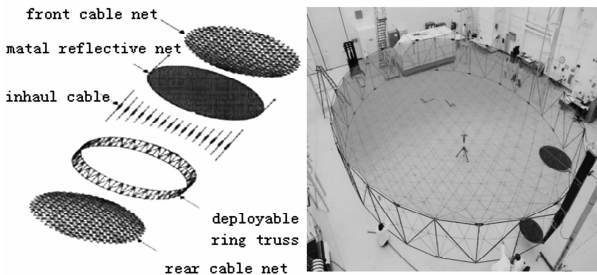 front cable net
matal reflective net
inhaul cable
deployable
ring truss
rear cable net